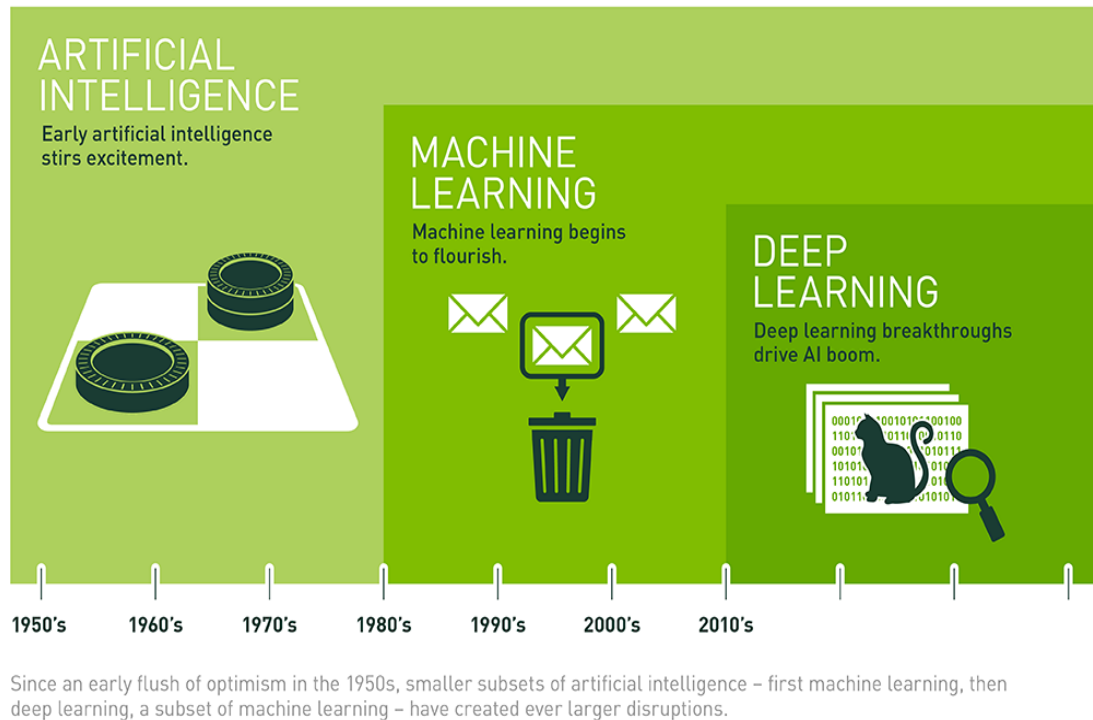 ARTIFICIAL
INTELLIGENCE
Early artificial intelligence
stirs excitement.
MACHINE
LEARNING
Machine learning begins
to flourish.
DEEP
LEARNING
Deep learning breakthroughs
drive AI boom.
1950's
1960's
1970's
1980's
1990's
2000's
2010's
Since an early flush of optimism in the 1950s, smaller subsets of artificial intelligence – first machine learning, then
deep learning, a subset of machine learning – have created ever larger disruptions.